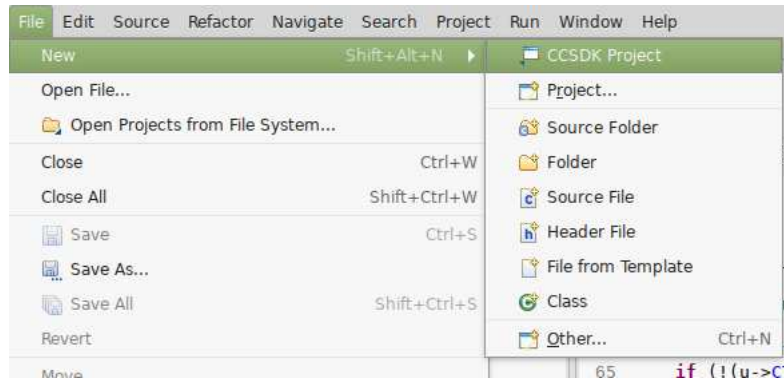 File Edit Source Refactor Navigate Search Project Run Window Help
New Shift+Alt+N
CCSDK Project
Open File...
Project...
Open Projects from File System...
Source Folder
Close Ctrl+W
Folder
Close All Shift+Ctrl+W
Source File
Save Ctrl+S
Header File
Save As...
File from Template
Save All Shift+Ctrl+S
Class
Revert
Other... Ctrl+N
Move
65 if (!(u->C